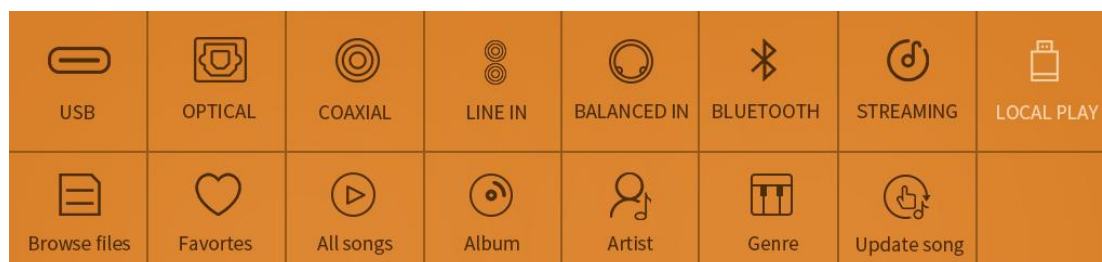 USB
OPTICAL
COAXIAL
LINE IN
BALANCED IN
BLUETOOTH
STREAMING
LOCAL PLAY
Browse files
Favortes
All songs
Album
Artist
Genre
Update song